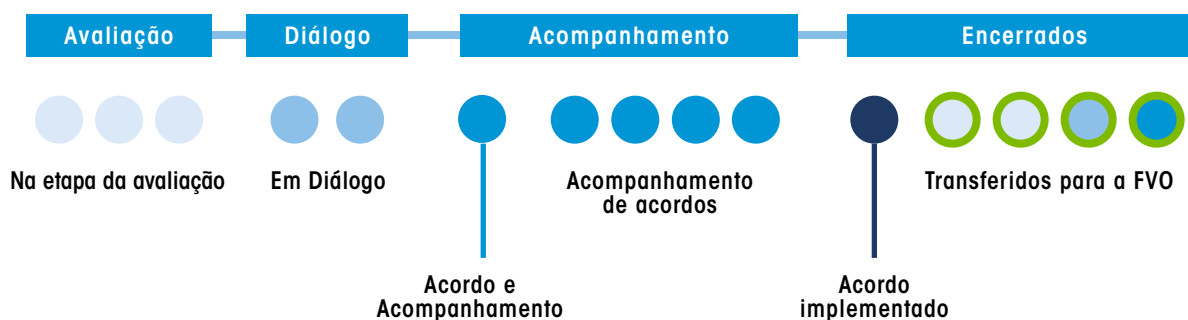 Avaliação
Diálogo
Acompanhamento
Encerrados
Na etapa da avaliação
Em Diálogo
Acompanhamento
de acordos
Transferidos para a FVO
Acordo e
Acompanhamento
Acordo
implementado